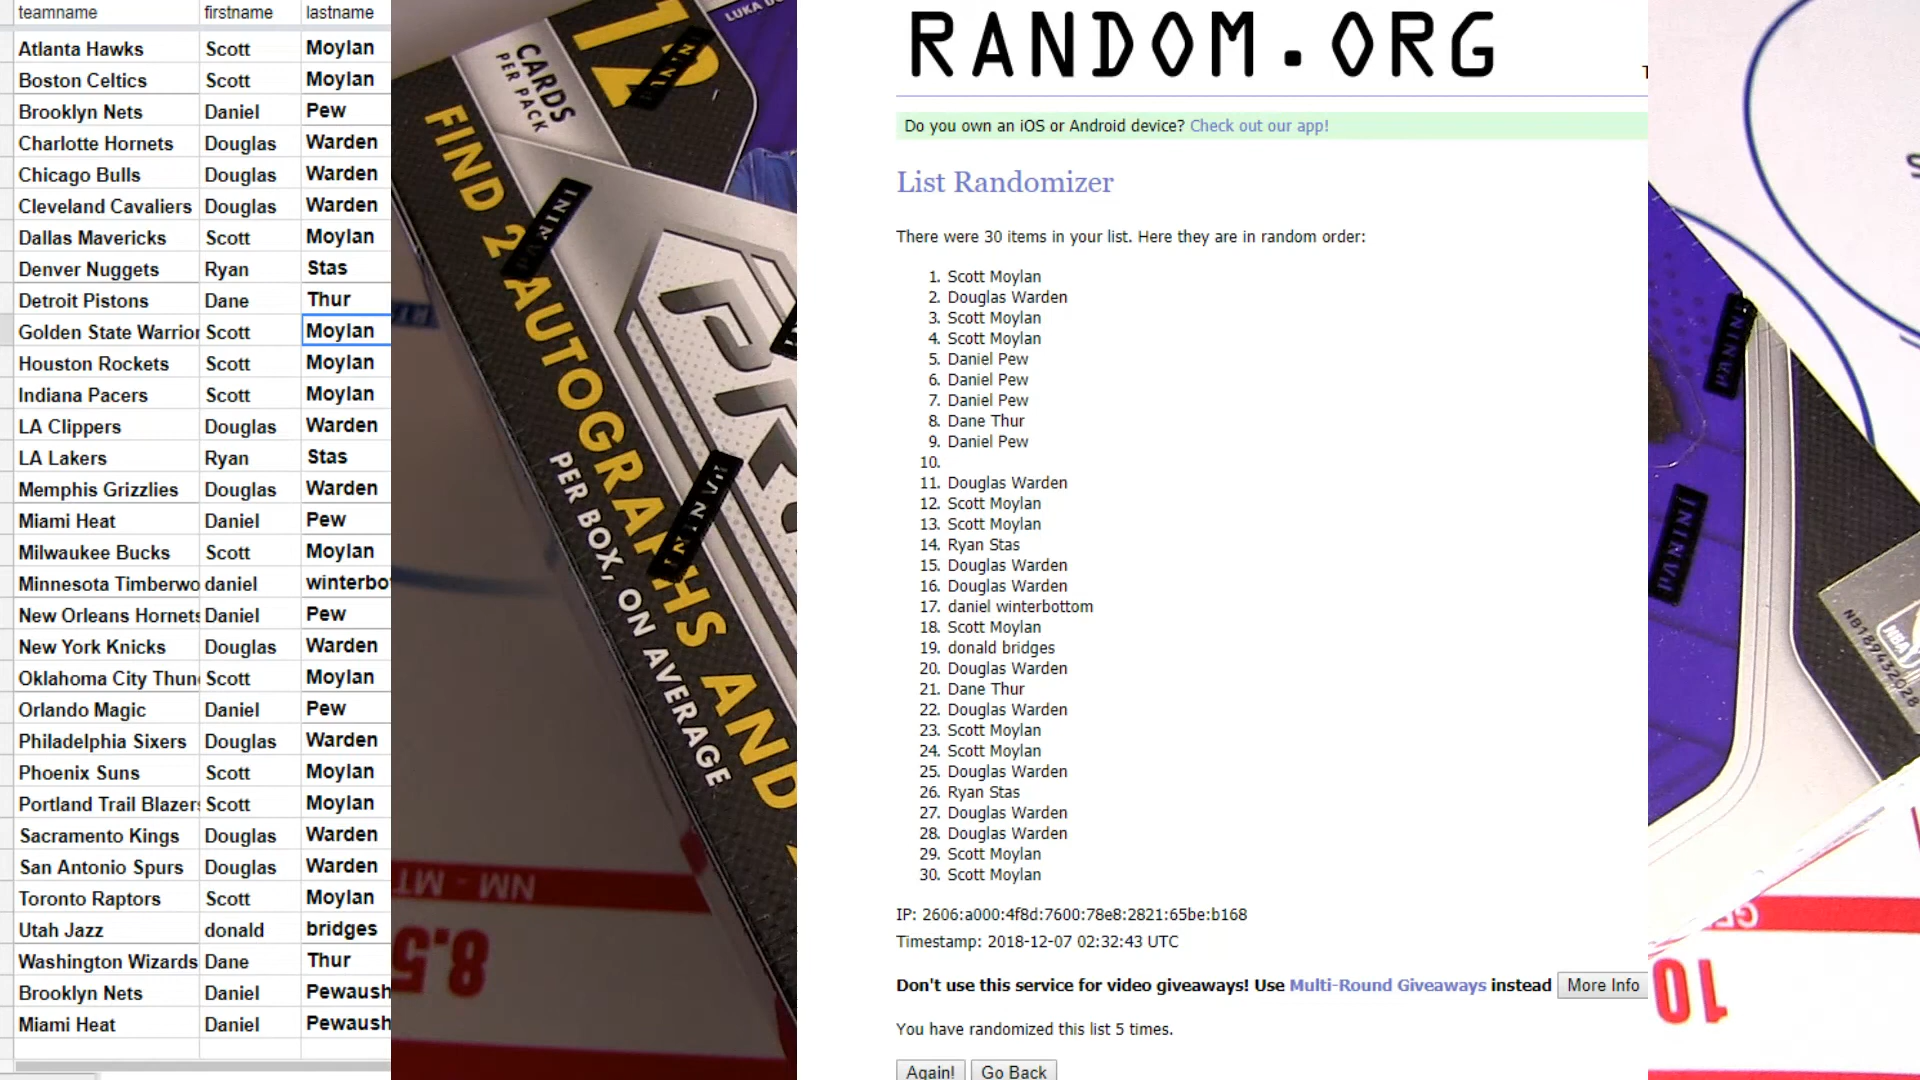 teamname firstname lastname
Atlanta Hawks Scott Moylan
Boston Celtics Scott Moylan
Brooklyn Nets Daniel Pew
Charlotte Hornets Douglas Warden
Chicago Bulls Douglas Warden
Cleveland Cavaliers Douglas Warden
Dallas Mavericks Scott Moylan
Denver Nuggets Ryan Stas
Detroit Pistons Dane Thur
Golden State Warrior Scott Moylan
Houston Rockets Scott Moylan
Indiana Pacers Scott Moylan
LA Clippers Douglas Warden
LA Lakers Ryan Stas
Memphis Grizzlies Douglas Warden
Miami Heat Daniel Pew
Milwaukee Bucks Scott Moylan
Minnesota Timberwo daniel winterbo
New Orleans Hornets Daniel Pew
New York Knicks Douglas Warden
Oklahoma City Thun Scott Moylan
Orlando Magic Daniel Pew
Philadelphia Sixers Douglas Warden
Phoenix Suns Scott Moylan
Portland Trail Blazers Scott Moylan
Sacramento Kings Douglas Warden
San Antonio Spurs Douglas Warden
Toronto Raptors Scott Moylan
Utah Jazz donald bridges
Washington Wizards Dane Thur
Brooklyn Nets Daniel Pewaush
Miami Heat Daniel Pewaush
LUKA
12
CARDS
PER PACK
PANINI
FIND 2 AUTOGRAPHS AND
PER BOX, ON AVERAGE
PANINI
PANINI
NM - MT
8.5
RANDOM.ORG
Do you own an iOS or Android device? Check out our app!
List Randomizer
There were 30 items in your list. Here they are in random order:
1. Scott Moylan
2. Douglas Warden
3. Scott Moylan
4. Scott Moylan
5. Daniel Pew
6. Daniel Pew
7. Daniel Pew
8. Dane Thur
9. Daniel Pew
10.
11. Douglas Warden
12. Scott Moylan
13. Scott Moylan
14. Ryan Stas
15. Douglas Warden
16. Douglas Warden
17. daniel winterbottom
18. Scott Moylan
19. donald bridges
20. Douglas Warden
21. Dane Thur
22. Douglas Warden
23. Scott Moylan
24. Scott Moylan
25. Douglas Warden
26. Ryan Stas
27. Douglas Warden
28. Douglas Warden
29. Scott Moylan
30. Scott Moylan
IP: 2606:a000:4f8d:7600:78e8:2821:65be:b168
Timestamp: 2018-12-07 02:32:43 UTC
Don't use this service for video giveaways! Use Multi-Round Giveaways instead More Info
You have randomized this list 5 times.
Again! Go Back
PANINI
PANINI
NBA
NB189432028
10